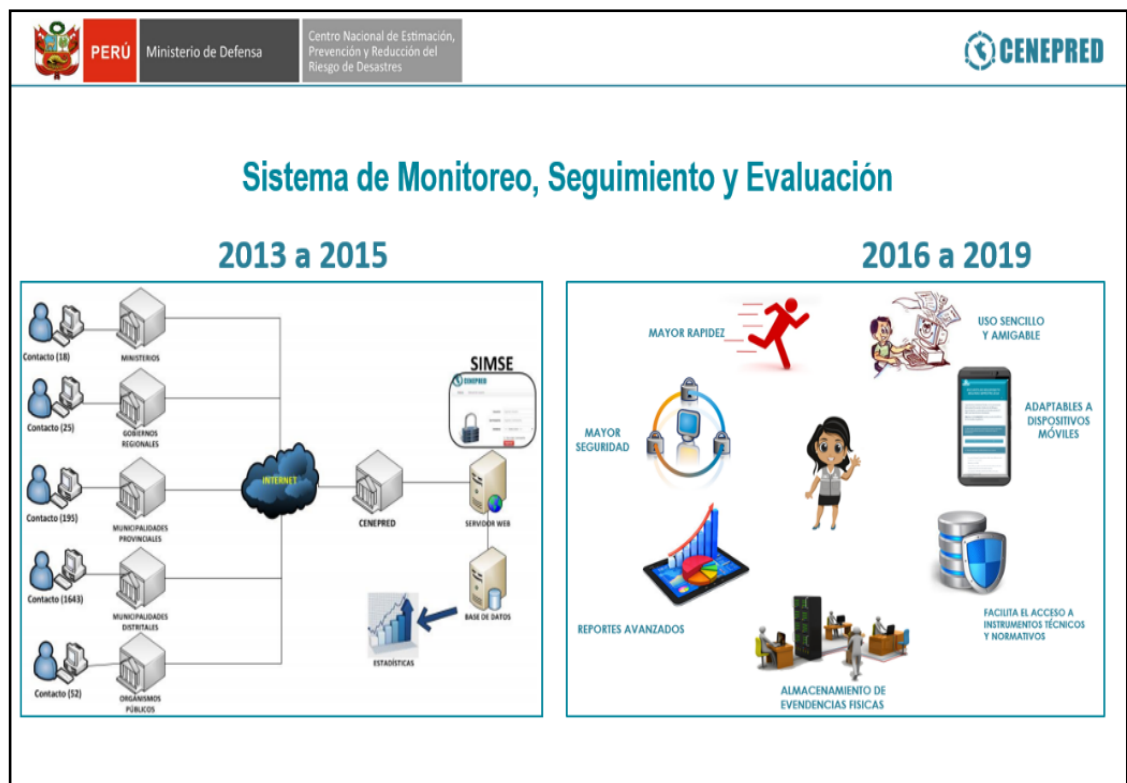 PERÚ
Ministerio de Defensa
Centro Nacional de Estimación,
Prevención y Reducción del
Riesgo de Desastres
CENEPRED
Sistema de Monitoreo, Seguimiento y Evaluación
2013 a 2015
2016 a 2019
Contacto (18)
MINISTERIOS
Contacto (25)
GOBIERNOS
REGIONALES
Contacto (195)
MUNICIPALIDADES
PROVINCIALES
Contacto (1643)
MUNICIPALIDADES
DISTRITALES
Contacto (52)
ORGANISMOS
PÚBLICOS
INTERNET
CENEPRED
SIMSE
CENEPRED
SERVIDOR WEB
BASE DE DATOS
ESTADÍSTICAS
MAYOR RAPIDEZ
USO SENCILLO
Y AMIGABLE
MAYOR
SEGURIDAD
ADAPTABLES A
DISPOSITIVOS
MÓVILES
REPORTES AVANZADOS
FACILITA EL ACCESO A
INSTRUMENTOS TÉCNICOS
Y NORMATIVOS
ALMACENAMIENTO DE
EVENDENCIAS FISICAS